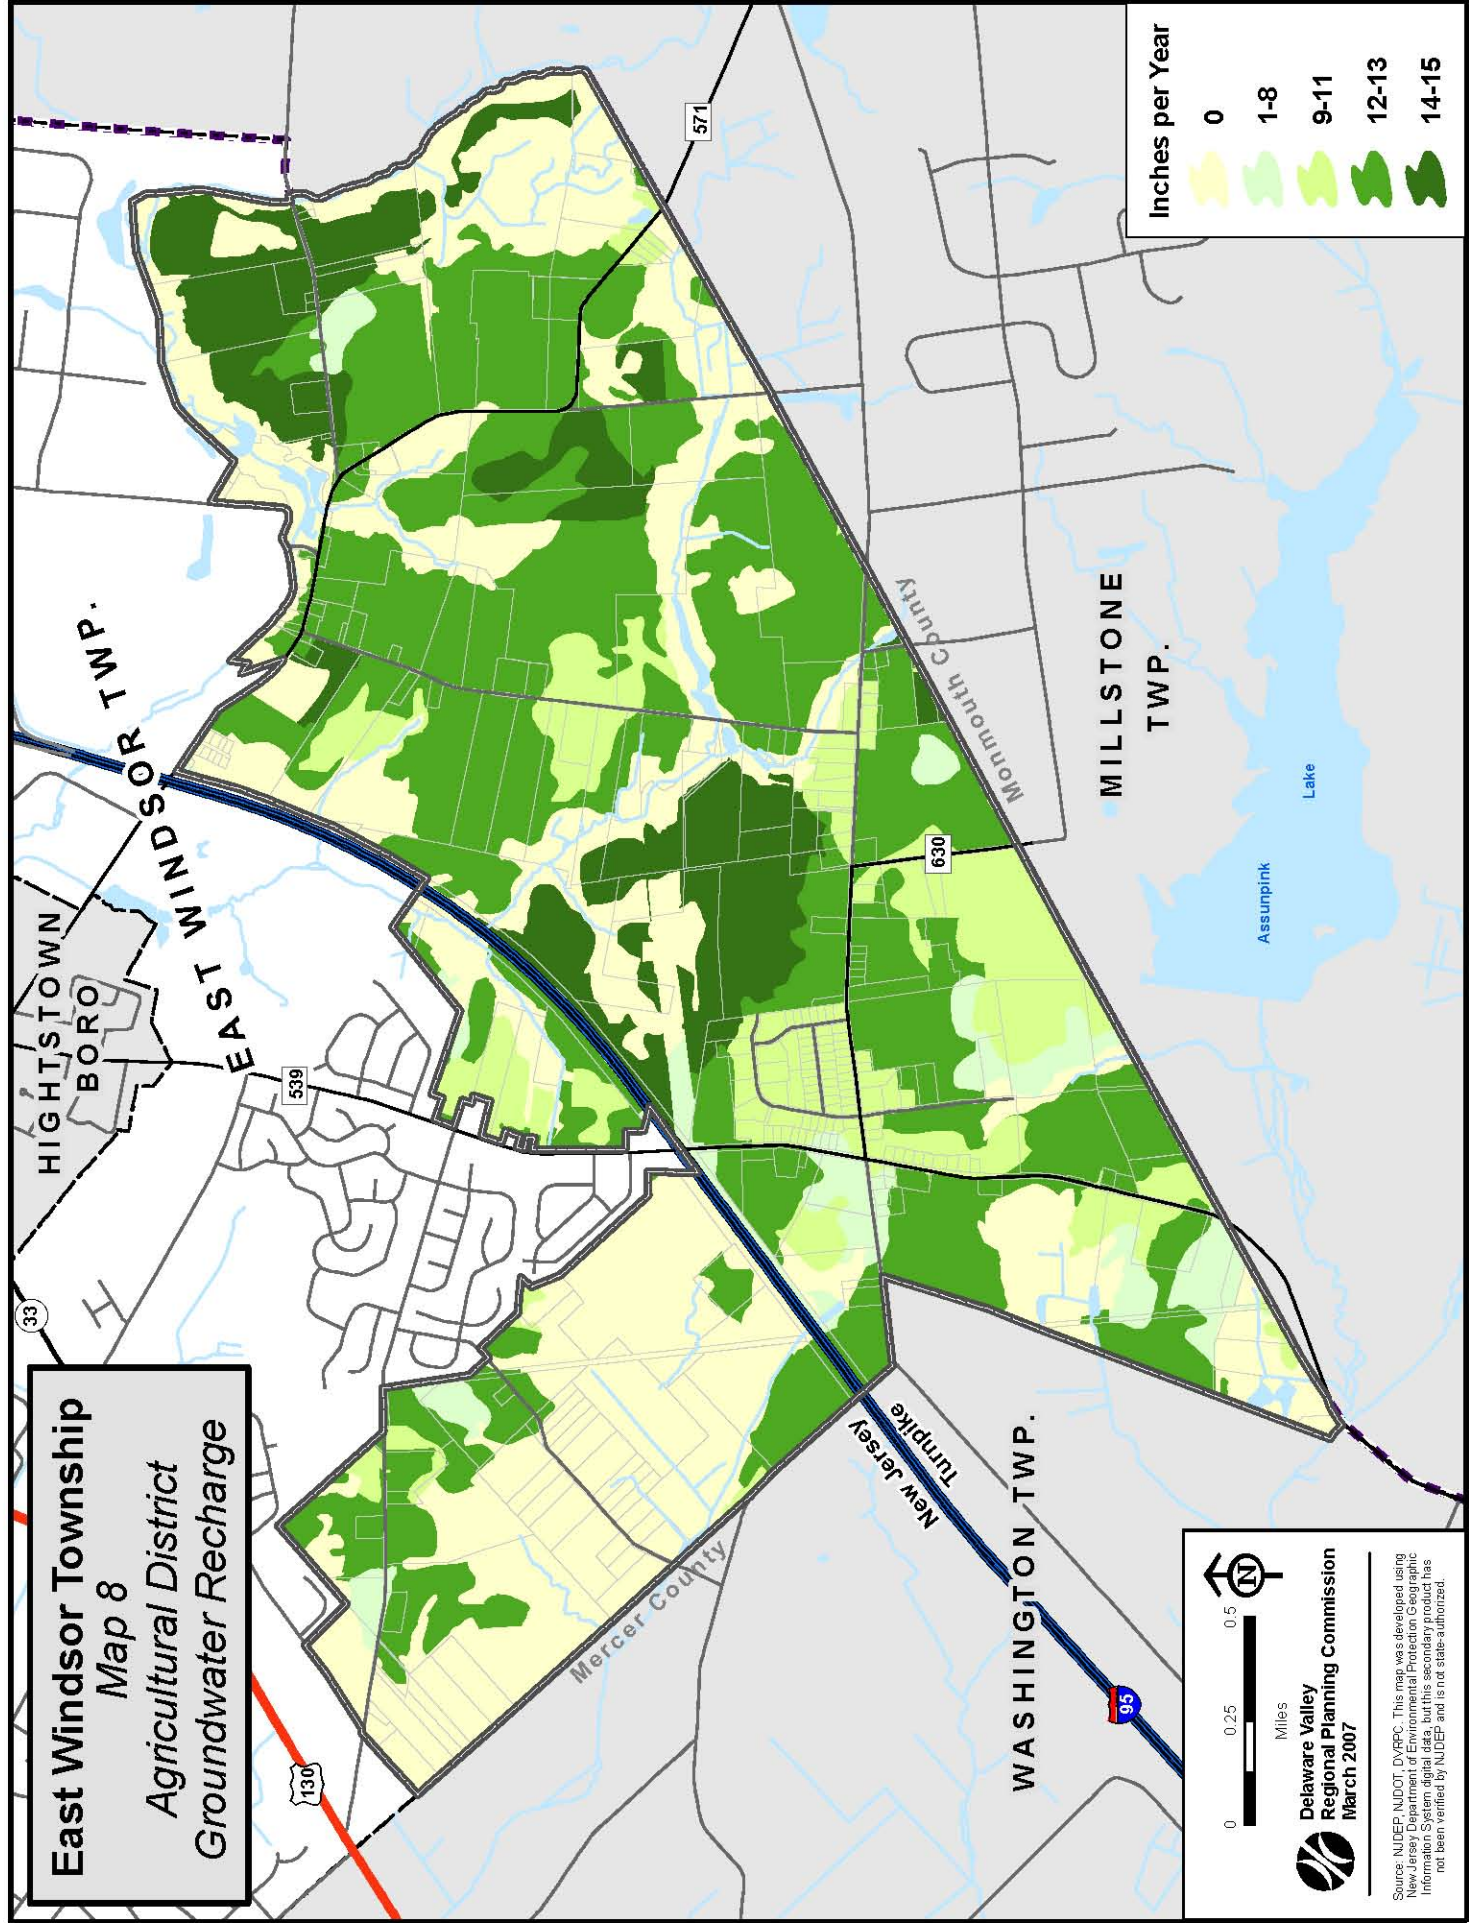 East Windsor Township
Map 8
Agricultural District
Groundwater Recharge
33
130
HIGHTSTOWN
BORO
EAST WINDSOR TWP.
539
571
630
Mercer County
Monmouth County
New Jersey
Turnpike
95
WASHINGTON TWP.
MILLSTONE
TWP.
Assunpink
Lake
Inches per Year
0
1-8
9-11
12-13
14-15
0 0.25 0.5
Miles
N
Delaware Valley
Regional Planning Commission
March 2007
Source: NJDEP, NJDOT, DVRPC. This map was developed using
New Jersey Department of Environmental Protection Geographic
Information System digital data, but this secondary product has
not been verified by NJDEP and is not state-authorized.